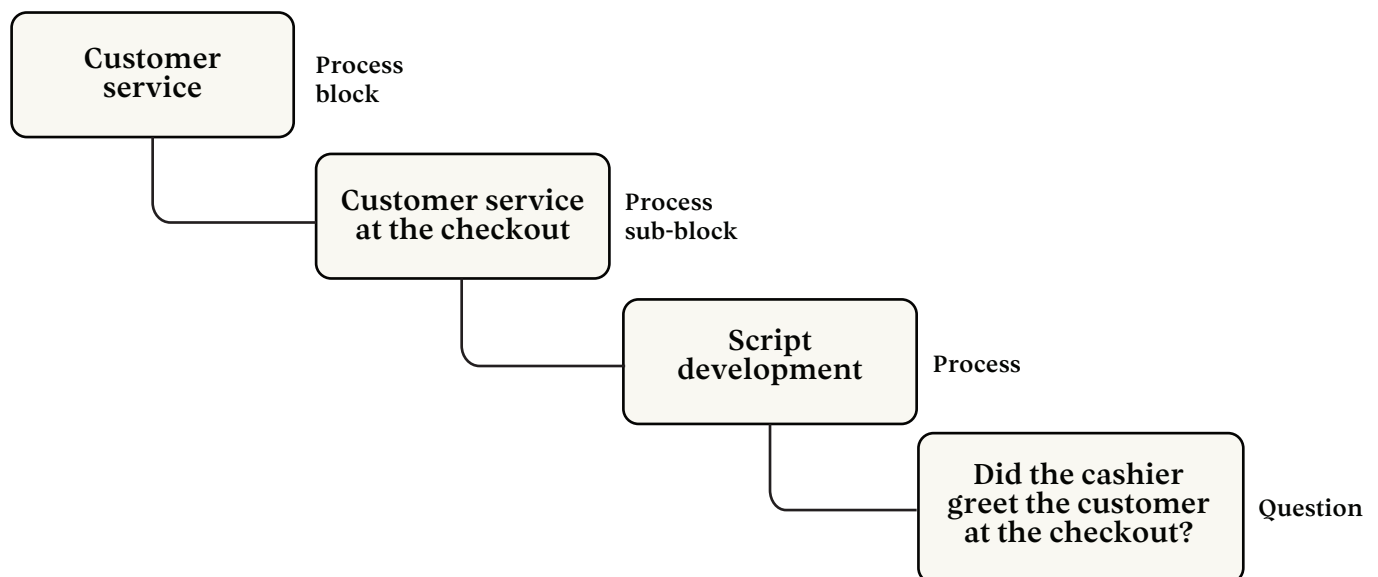 Customer
service
Process
block
Customer service
at the checkout
Process
sub-block
Script
development
Process
Did the cashier
greet the customer
at the checkout?
Question